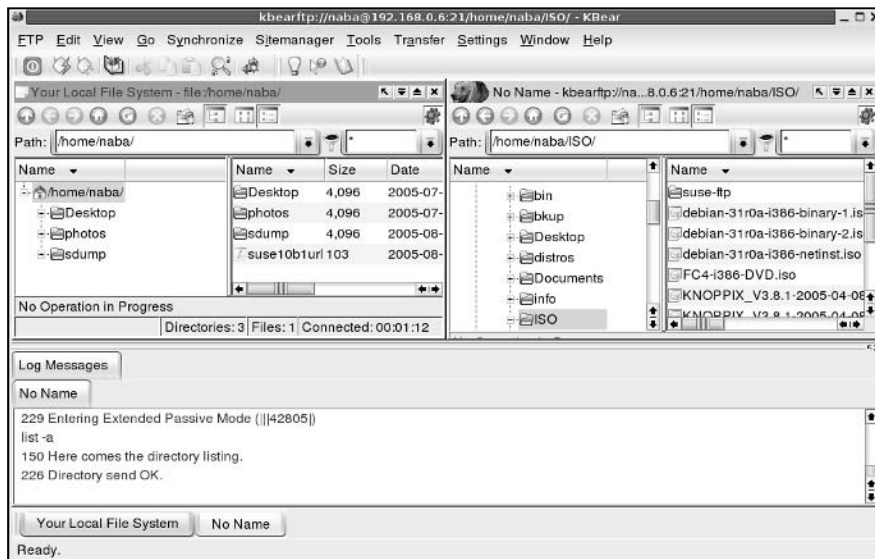 kbearftp://naba@192.168.0.6:21/home/naba/ISO/ - KBear
FTP Edit View Go Synchronize Sitemanager Tools Transfer Settings Window Help
Your Local File System - file:/home/naba/
Path: /home/naba/ *
Name
/home/naba/
Desktop
photos
sdump
Name Size Date
Desktop 4,096 2005-07-
photos 4,096 2005-07-
sdump 4,096 2005-08-
suse10b1url 103 2005-08-
No Operation in Progress
Directories: 3 Files: 1 Connected: 00:01:12
No Name - kbearftp://na...8.0.6:21/home/naba/ISO/
Path: /home/naba/ISO/ *
Name
bin
bkup
Desktop
distros
Documents
info
ISO
Name
suse-ftp
debian-31r0a-i386-binary-1.is
debian-31r0a-i386-binary-2.is
debian-31r0a-i386-netinst.iso
FC4-i386-DVD.iso
KNOPPIX_V3.8.1-2005-04-08
KNOPPIX_V3.8.1-2005-04-08
Log Messages
No Name
229 Entering Extended Passive Mode (|||42805|)
list -a
150 Here comes the directory listing.
226 Directory send OK.
Your Local File System No Name
Ready.